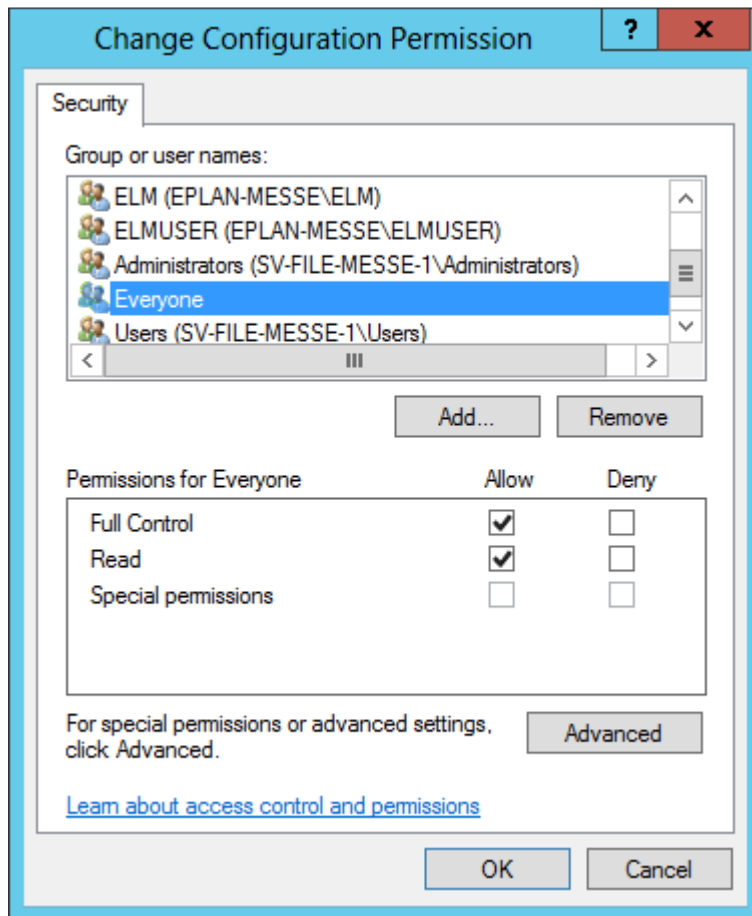 Change Configuration Permission
?
x
Security
Group or user names:
ELM (EPLAN-MESSE\ELM)
ELMUSER (EPLAN-MESSE\ELMUSER)
Administrators (SV-FILE-MESSE-1\Administrators)
Everyone
Users (SV-FILE-MESSE-1\Users)
Add...
Remove
Permissions for Everyone
Allow
Deny
Full Control
Read
Special permissions
For special permissions or advanced settings,
click Advanced.
Advanced
Learn about access control and permissions
OK
Cancel